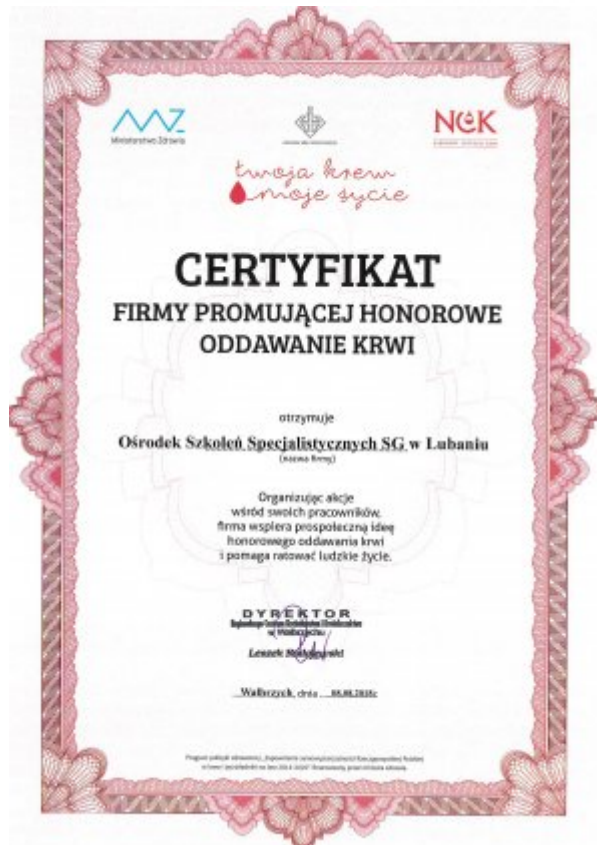 Ministerstwo Zdrowia
NCK
twoja krew
moje życie
CERTYFIKAT
FIRMY PROMUJĄCEJ HONOROWE
ODDAWANIE KRWI
otrzymuje
Ośrodek Szkoleń Specjalistycznych SG w Lubaniu
(nazwa firmy)
Organizując akcje
wśród swoich pracowników,
firma wspiera prospołeczną ideę
honorowego oddawania krwi
i pomaga ratować ludzkie życie.
DYREKTOR
w Wałbrzychu
Leszek
Wałbrzych, dnia